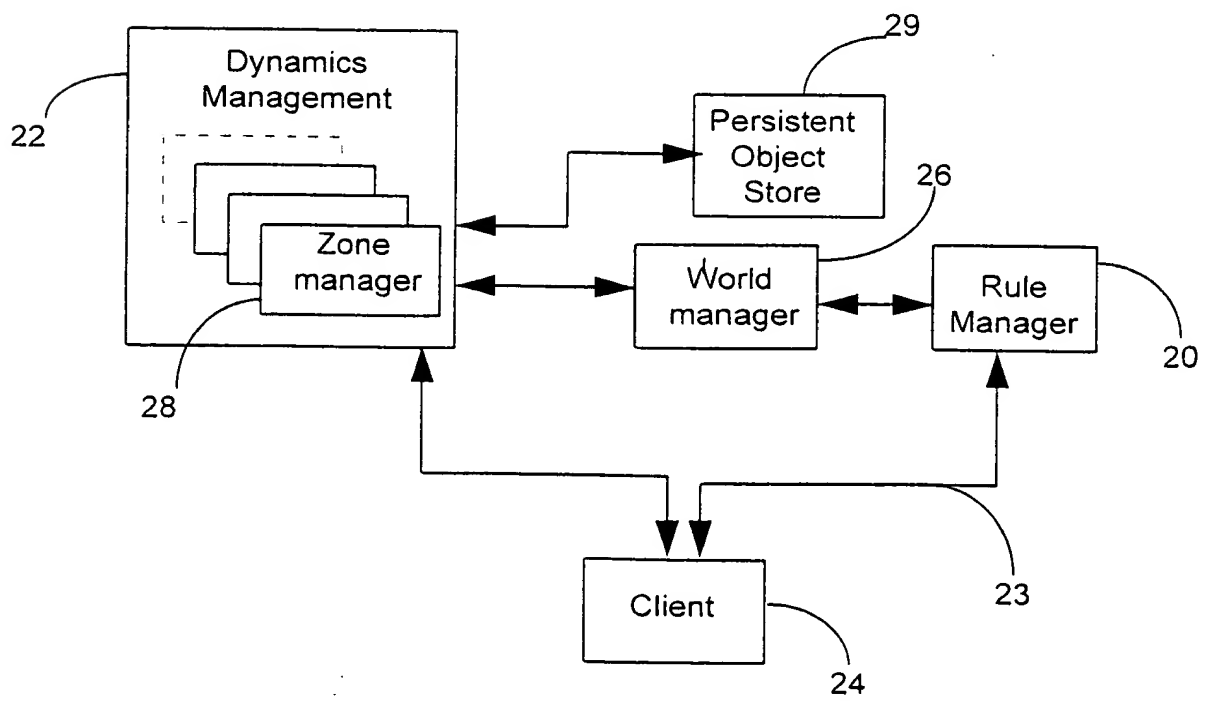 29
Dynamics
Management
22
Persistent
Object
Store
26
Zone
manager
World
manager
Rule
Manager
20
28
Client
23
24